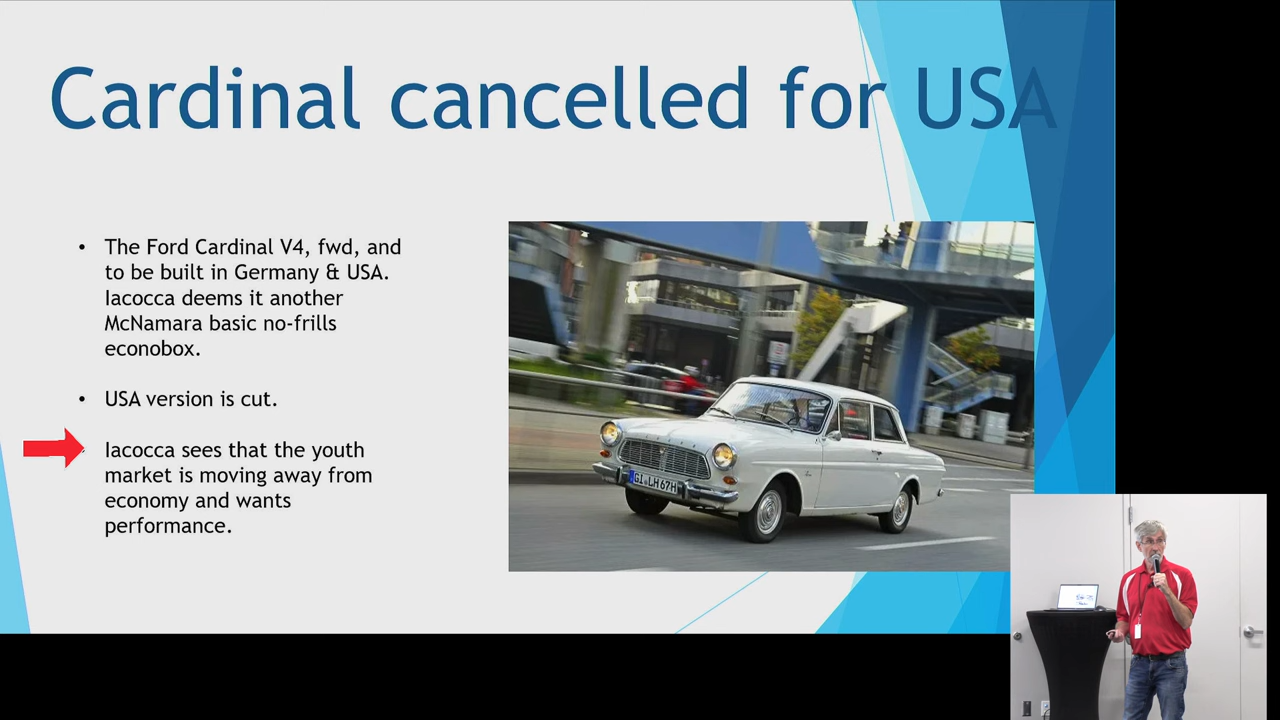 Cardinal cancelled for USA
• The Ford Cardinal V4, fwd, and
to be built in Germany & USA.
Iacocca deems it another
McNamara basic no-frills
econobox.
• USA version is cut.
Iacocca sees that the youth
market is moving away from
economy and wants
performance.
GI LH 67H